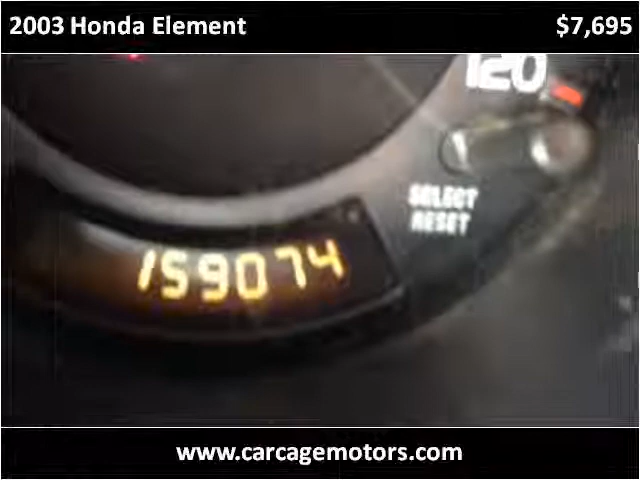 2003 Honda Element $7,695
120
SELECT
RESET
159074
www.carcagemotors.com